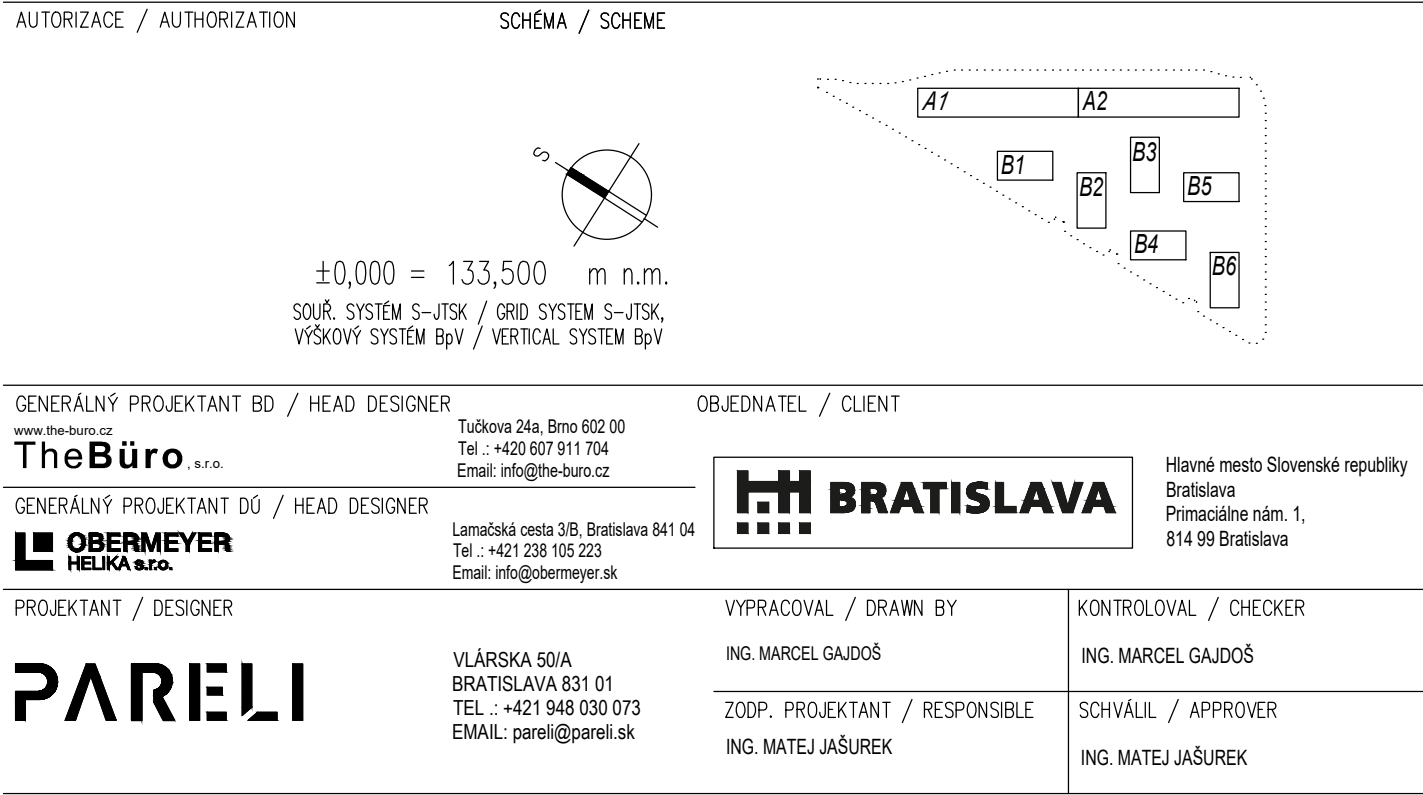 AUTORIZACE / AUTHORIZATION
SCHÉMA / SCHEME
A1
A2
B1
B2
B3
B5
B4
B6
S
±0,000 = 133,500 m n.m.
SOUŘ. SYSTÉM S-JTSK / GRID SYSTEM S-JTSK,
VÝŠKOVÝ SYSTÉM BpV / VERTICAL SYSTEM BpV
GENERÁLNÝ PROJEKTANT BD / HEAD DESIGNER
www.the-buro.cz
TheBüro, s.r.o.
Tučkova 24a, Brno 602 00
Tel .: +420 607 911 704
Email: info@the-buro.cz
GENERÁLNÝ PROJEKTANT DÚ / HEAD DESIGNER
OBERMEYER
HELIKA s.r.o.
Lamačská cesta 3/B, Bratislava 841 04
Tel .: +421 238 105 223
Email: info@obermeyer.sk
OBJEDNATEL / CLIENT
BRATISLAVA
Hlavné mesto Slovenské republiky
Bratislava
Primaciálne nám. 1,
814 99 Bratislava
PROJEKTANT / DESIGNER
PARELI
VLÁRSKA 50/A
BRATISLAVA 831 01
TEL .: +421 948 030 073
EMAIL: pareli@pareli.sk
VYPRACOVAL / DRAWN BY
ING. MARCEL GAJDOŠ
KONTROLOVAL / CHECKER
ING. MARCEL GAJDOŠ
ZODP. PROJEKTANT / RESPONSIBLE
ING. MATEJ JAŠUREK
SCHVÁLIL / APPROVER
ING. MATEJ JAŠUREK